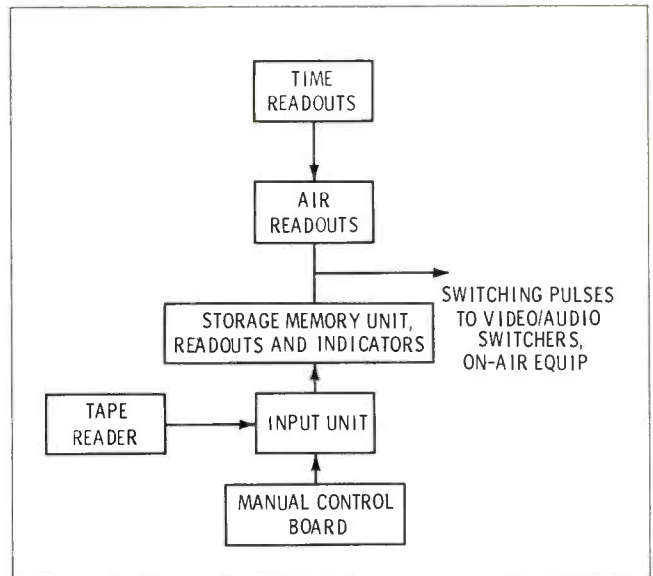 TIME
READOUTS
AIR
READOUTS
SWITCHING PULSES
TO VIDEO/AUDIO
SWITCHERS,
ON-AIR EQUIP
STORAGE MEMORY UNIT,
READOUTS AND INDICATORS
TAPE
READER
INPUT UNIT
MANUAL CONTROL
BOARD